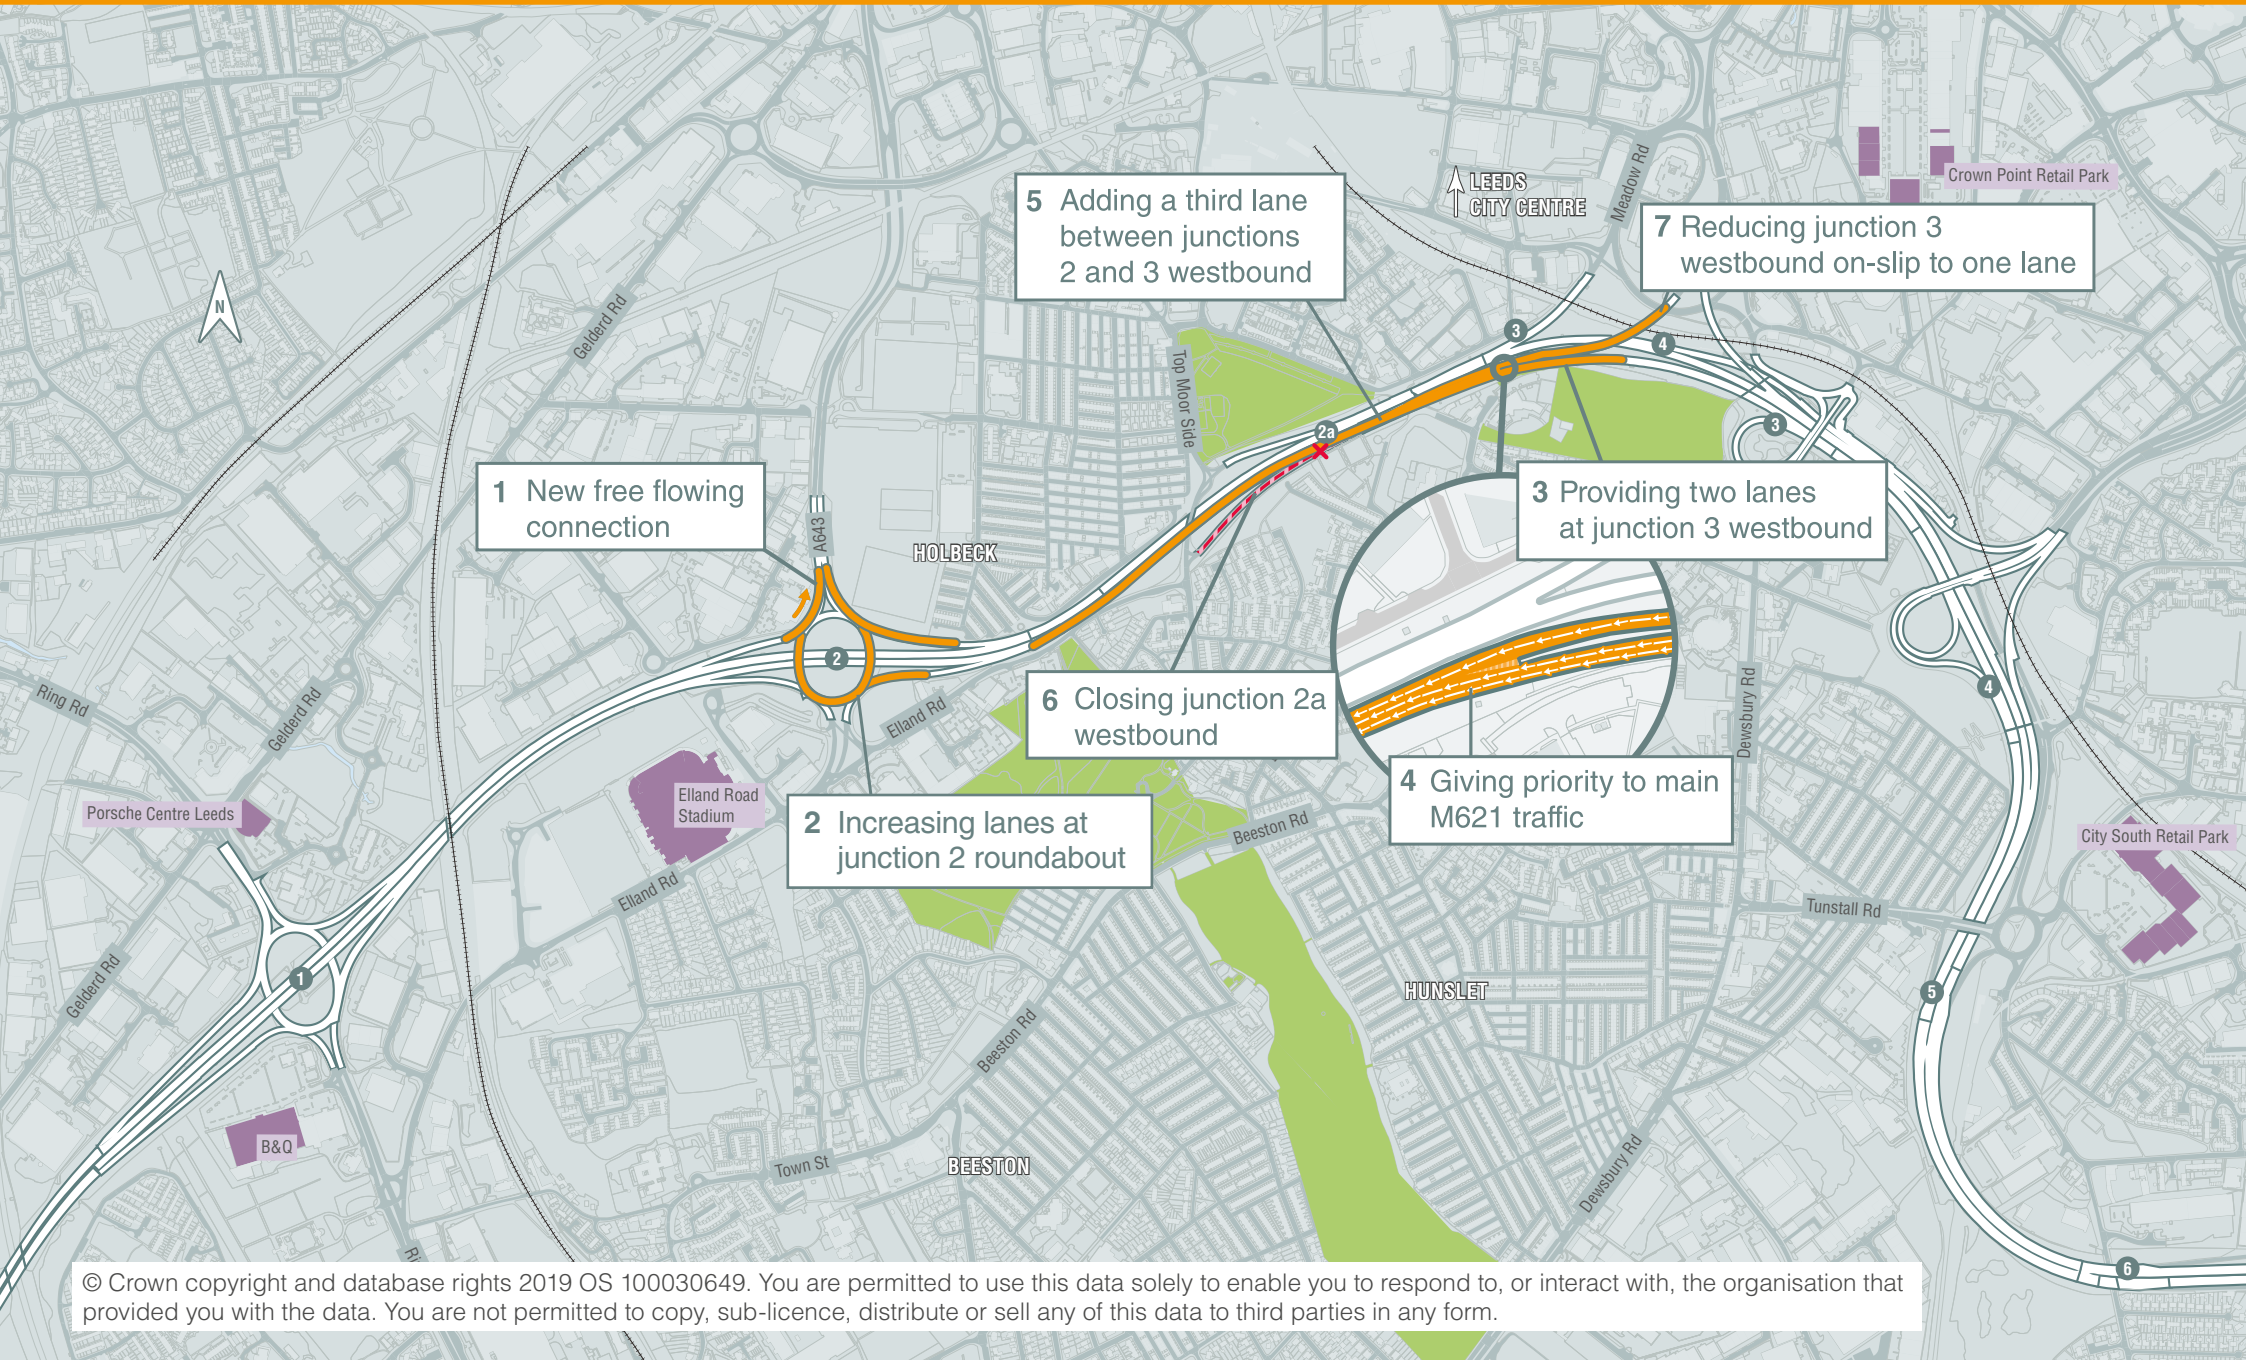 5 Adding a third lane
between junctions
2 and 3 westbound
LEEDS
CITY CENTRE
Meadow Rd
Crown Point Retail Park
7 Reducing junction 3
westbound on-slip to one lane
N
Gelderd Rd
Top Moor Side
3
4
2a
3
1 New free flowing
connection
A643
HOLBECK
3 Providing two lanes
at junction 3 westbound
2
Ring Rd
Gelderd Rd
Elland Rd
6 Closing junction 2a
westbound
Dewsbury Rd
4
Porsche Centre Leeds
Elland Road
Stadium
4 Giving priority to main
M621 traffic
2 Increasing lanes at
junction 2 roundabout
Beeston Rd
City South Retail Park
Elland Rd
Tunstall Rd
Gelderd Rd
1
HUNSLET
5
Beeston Rd
B&Q
Town St
BEESTON
Dewsbury Rd
Ri
6
© Crown copyright and database rights 2019 OS 100030649. You are permitted to use this data solely to enable you to respond to, or interact with, the organisation that
provided you with the data. You are not permitted to copy, sub-licence, distribute or sell any of this data to third parties in any form.